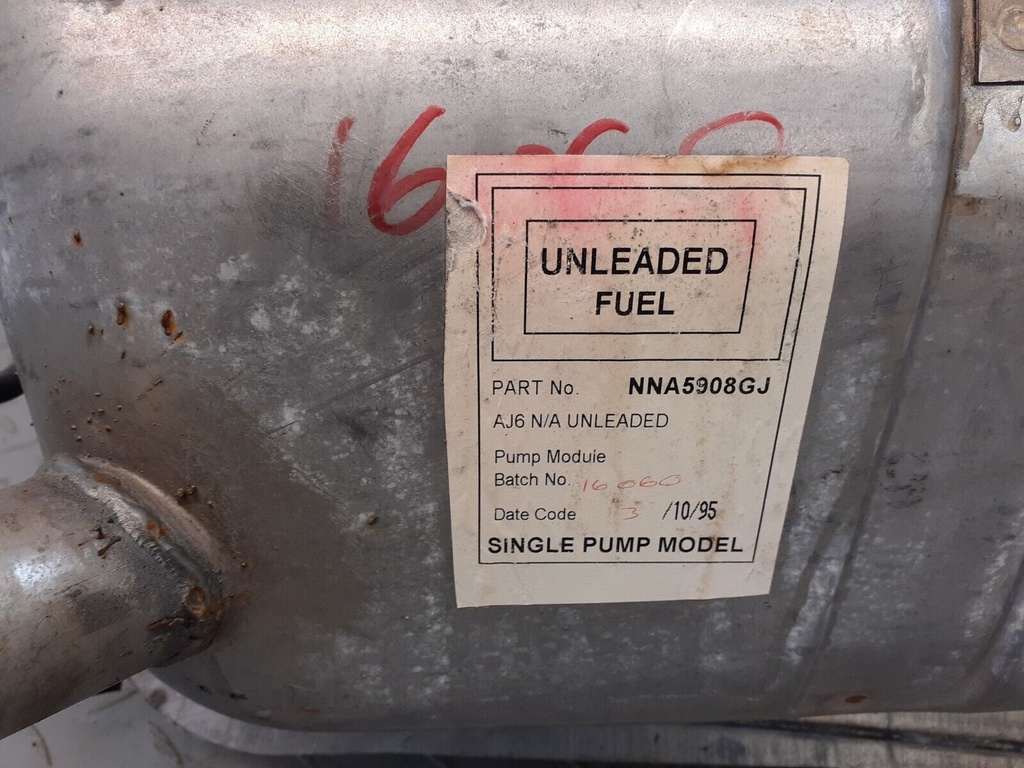 16
UNLEADED
FUEL
PART No. NNA5908GJ
AJ6 N/A UNLEADED
Pump Module
Batch No. 16060
Date Code 3 /10/95
SINGLE PUMP MODEL